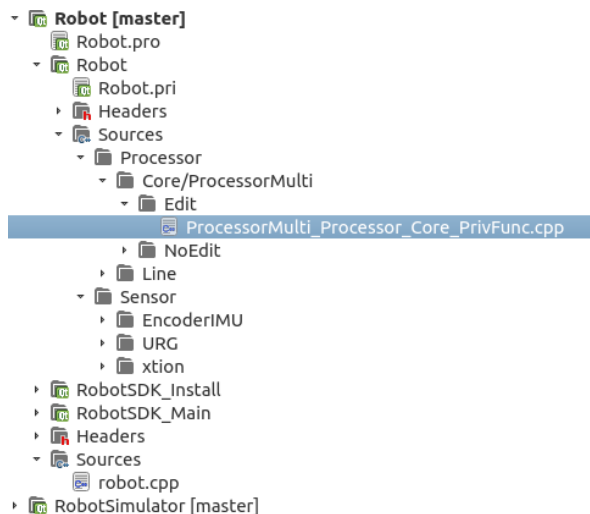 Robot [master]
Robot.pro
Robot
Robot.pri
Headers
Sources
Processor
Core/ProcessorMulti
Edit
ProcessorMulti_Processor_Core_PrivFunc.cpp
NoEdit
Line
Sensor
EncoderIMU
URG
xtion
RobotSDK_Install
RobotSDK_Main
Headers
Sources
robot.cpp
RobotSimulator [master]